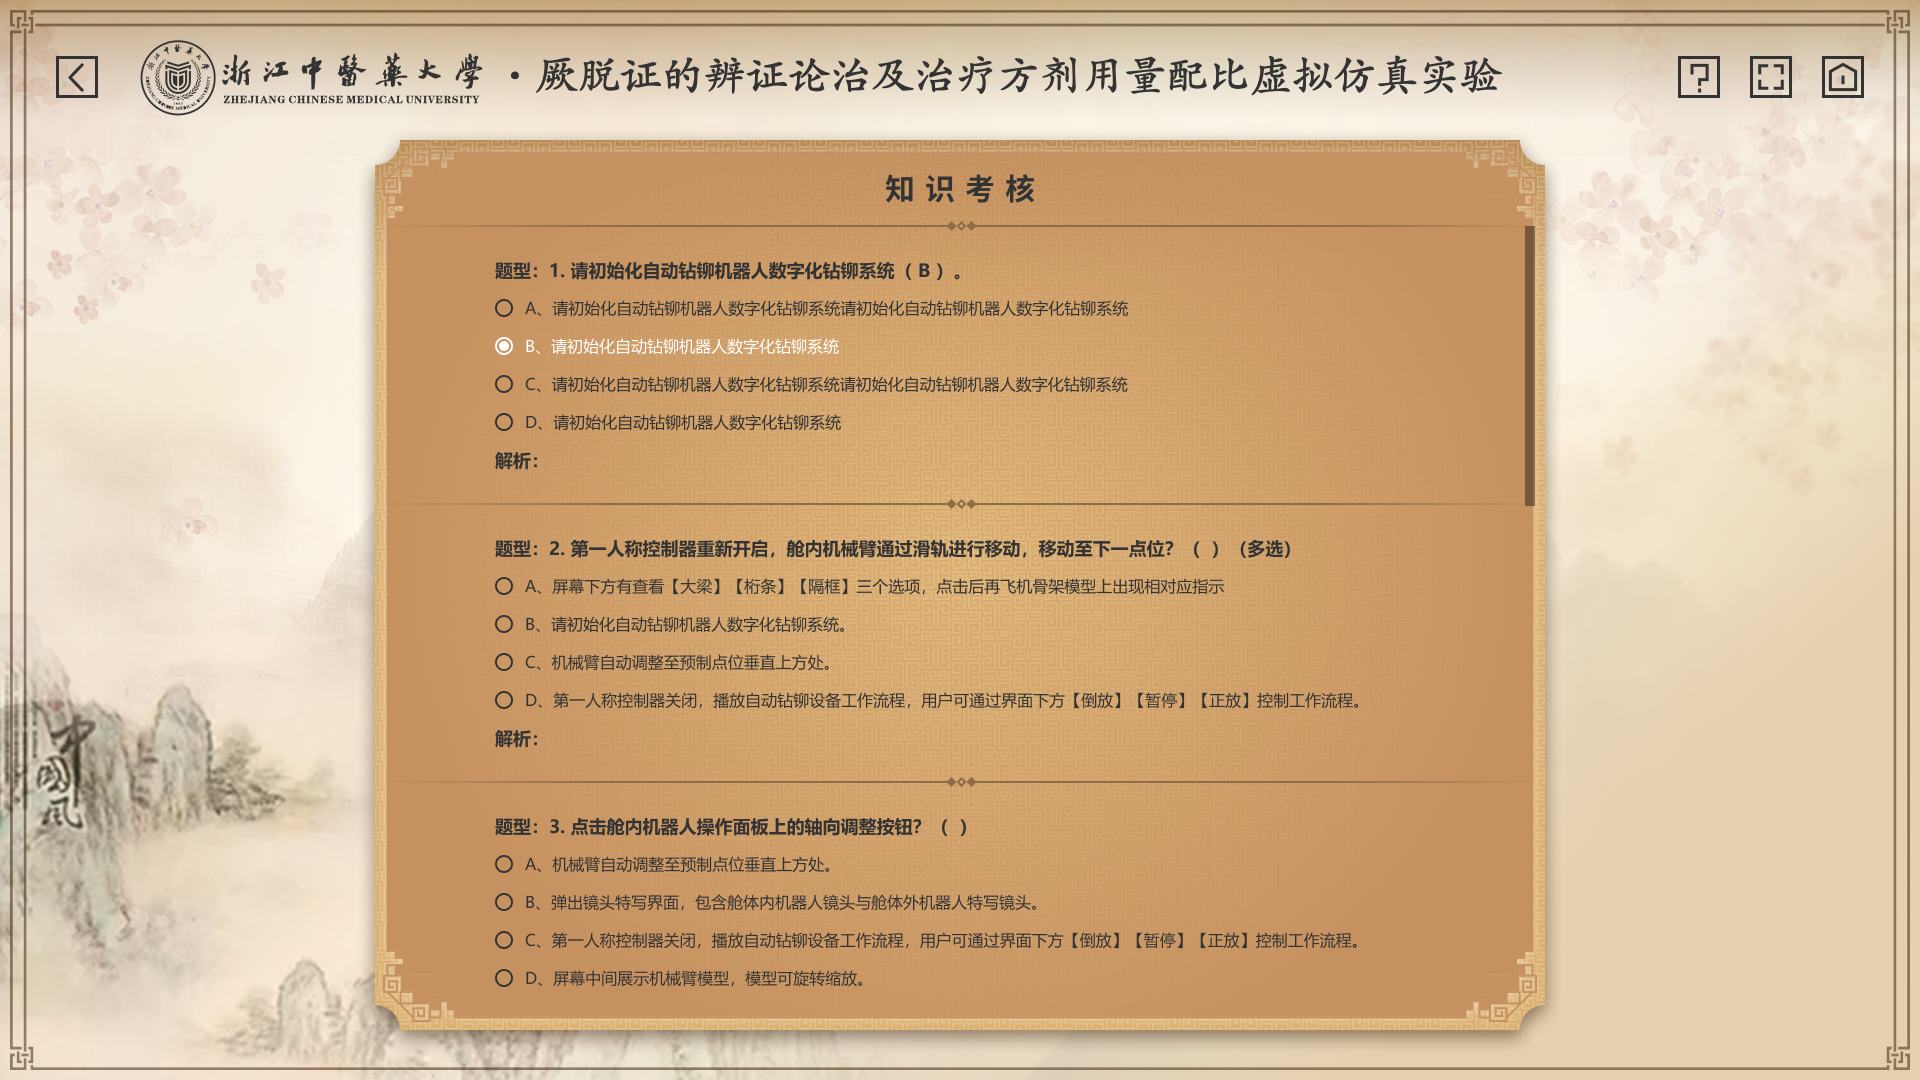 浙江中醫藥大學
ZHEJIANG CHINESE MEDICAL UNIVERSITY
·厥脱证的辨证论治及治疗方剂用量配比虚拟仿真实验
知识考核
题型：1. 请初始化自动钻铆机器人数字化钻铆系统（ B ）。
A、请初始化自动钻铆机器人数字化钻铆系统请初始化自动钻铆机器人数字化钻铆系统
B、请初始化自动钻铆机器人数字化钻铆系统
C、请初始化自动钻铆机器人数字化钻铆系统请初始化自动钻铆机器人数字化钻铆系统
D、请初始化自动钻铆机器人数字化钻铆系统
解析：
题型：2. 第一人称控制器重新开启，舱内机械臂通过滑轨进行移动，移动至下一点位？（ ）（多选）
A、屏幕下方有查看【大梁】【桁条】【隔框】三个选项，点击后再飞机骨架模型上出现相对应指示
B、请初始化自动钻铆机器人数字化钻铆系统。
C、机械臂自动调整至预制点位垂直上方处。
D、第一人称控制器关闭，播放自动钻铆设备工作流程，用户可通过界面下方【倒放】【暂停】【正放】控制工作流程。
解析：
题型：3. 点击舱内机器人操作面板上的轴向调整按钮？（ ）
A、机械臂自动调整至预制点位垂直上方处。
B、弹出镜头特写界面，包含舱体内机器人镜头与舱体外机器人特写镜头。
C、第一人称控制器关闭，播放自动钻铆设备工作流程，用户可通过界面下方【倒放】【暂停】【正放】控制工作流程。
D、屏幕中间展示机械臂模型，模型可旋转缩放。
中國风